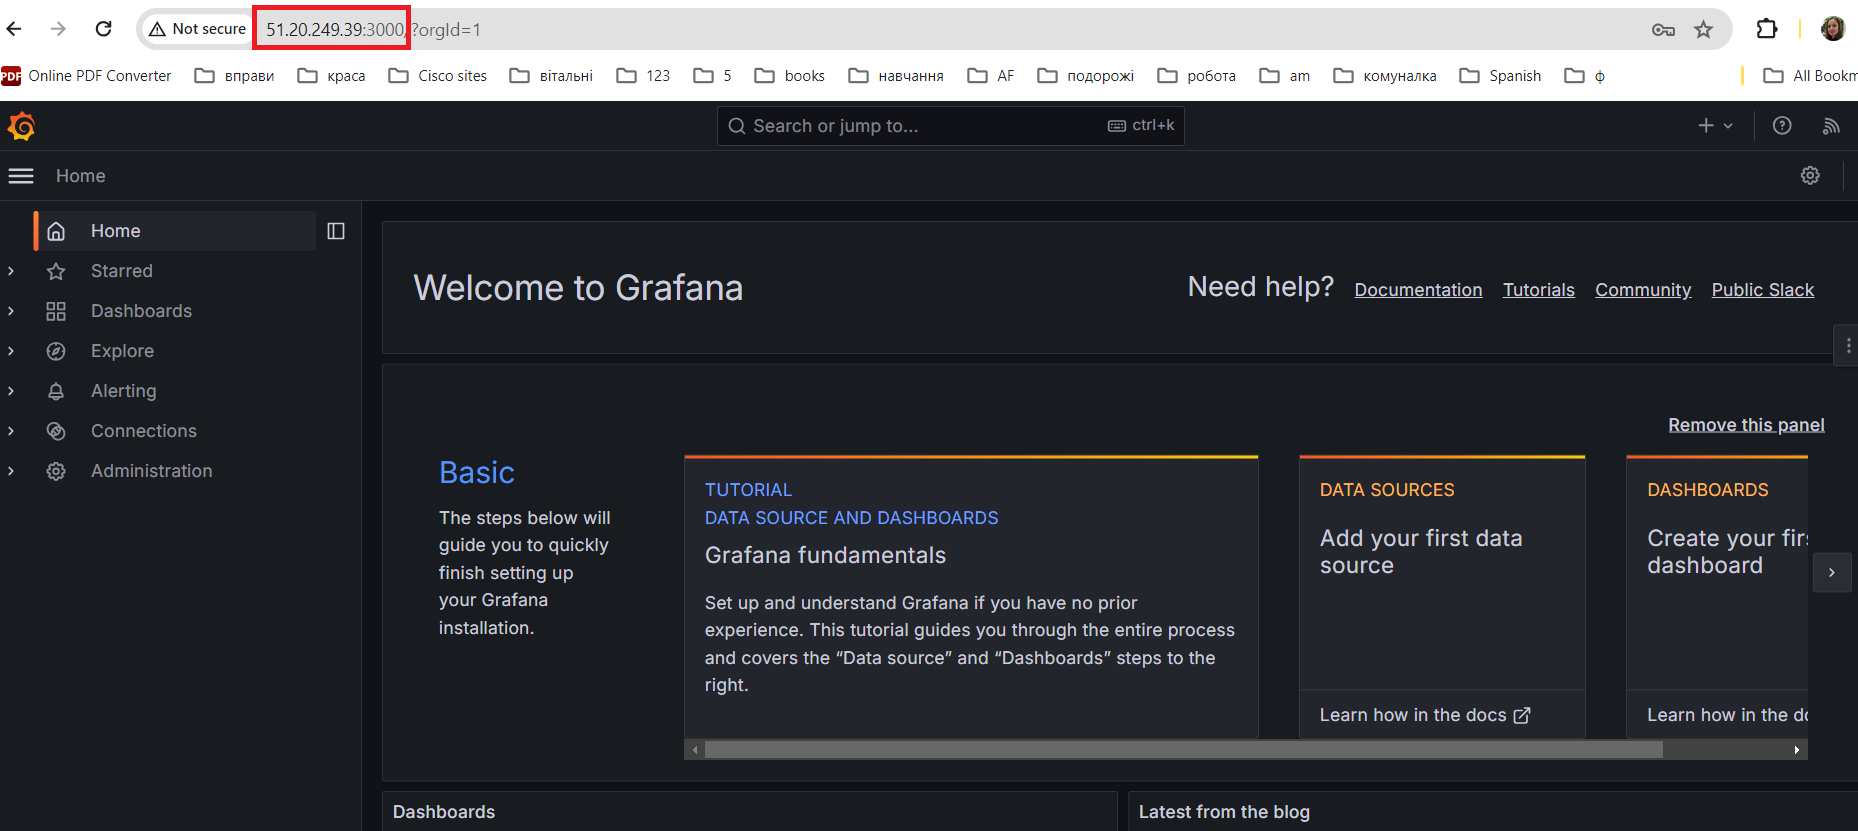 Not secure 51.20.249.39:3000/?orgId=1
PDF Online PDF Converter вправи краса Cisco sites вітальні 123 5 books навчання AF подорожі робота am комуналка Spanish ф All Bookm
Search or jump to... ctrl+k
Home
Home
Starred
Dashboards
Explore
Alerting
Connections
Administration
Welcome to Grafana
Need help? Documentation Tutorials Community Public Slack
Remove this panel
Basic
The steps below will
guide you to quickly
finish setting up
your Grafana
installation.
TUTORIAL
DATA SOURCE AND DASHBOARDS
Grafana fundamentals
Set up and understand Grafana if you have no prior
experience. This tutorial guides you through the entire process
and covers the “Data source” and “Dashboards” steps to the
right.
DATA SOURCES
Add your first data
source
Learn how in the docs
DASHBOARDS
Create your firs
dashboard
Learn how in the do
Dashboards
Latest from the blog